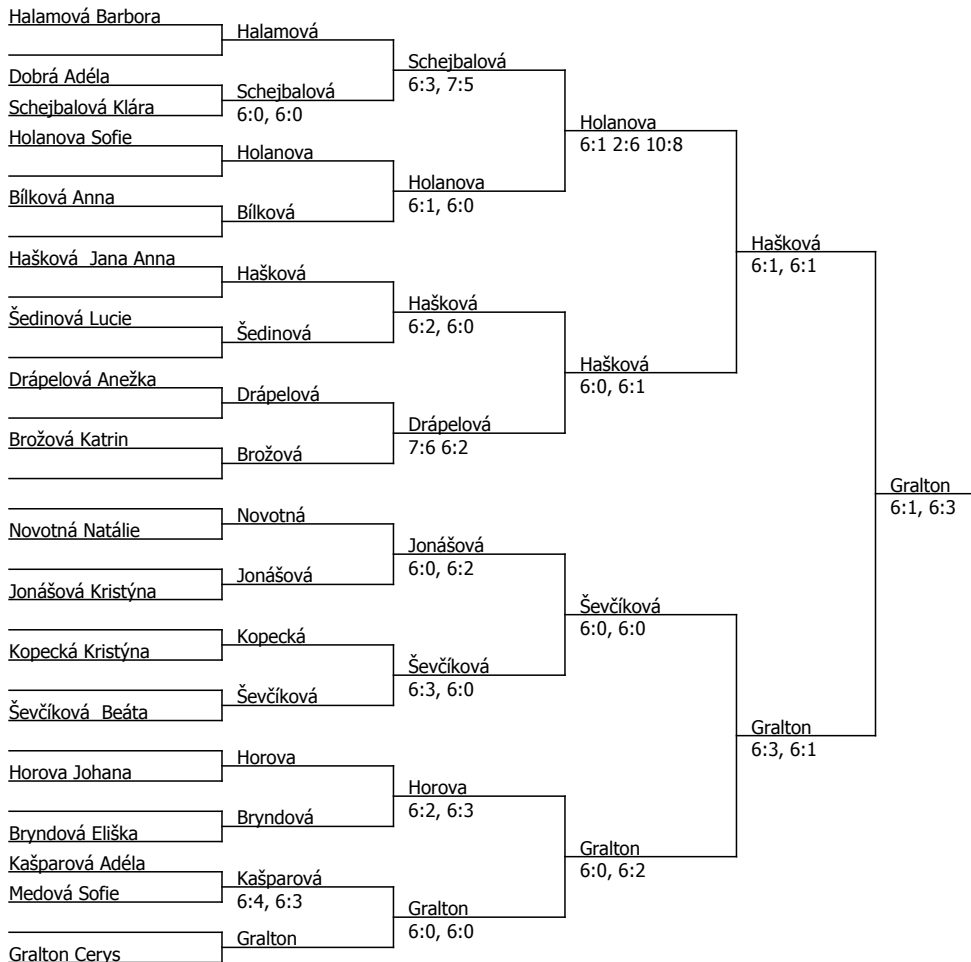 Halamová Barbora
Dobrá Adéla
Schejbalová Klára
Holanova Sofie
Bílková Anna
Hašková  Jana Anna
Šedinová Lucie
Drápelová Anežka
Brožová Katrin
Novotná Natálie
Jonášová Kristýna
Kopecká Kristýna
Ševčíková  Beáta
Horova Johana
Bryndová Eliška
Kašparová Adéla
Medová Sofie
Gralton Cerys
Halamová
Schejbalová
6:0, 6:0
Holanova
Bílková
Hašková
Šedinová
Drápelová
Brožová
Novotná
Jonášová
Kopecká
Ševčíková
Horova
Bryndová
Kašparová
6:4, 6:3
Gralton
Schejbalová
6:3, 7:5
Holanova
6:1, 6:0
Hašková
6:2, 6:0
Drápelová
7:6 6:2
Jonášová
6:0, 6:2
Ševčíková
6:3, 6:0
Horova
6:2, 6:3
Gralton
6:0, 6:0
Holanova
6:1 2:6 10:8
Hašková
6:0, 6:1
Ševčíková
6:0, 6:0
Gralton
6:0, 6:2
Hašková
6:1, 6:1
Gralton
6:3, 6:1
Gralton
6:1, 6:3